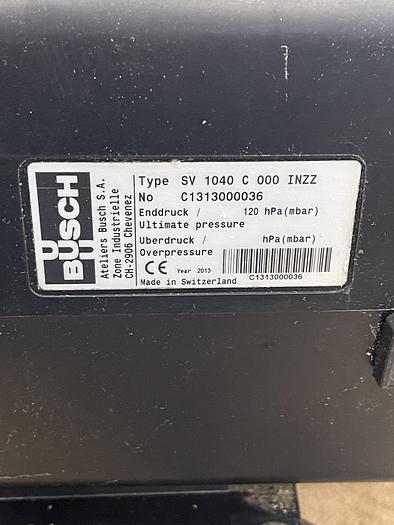 BUSCH
Ateliers Busch S.A.
Zone Industrielle
CH-2906 Chevenez
Type SV 1040 C 000 INZZ
No C1313000036
Enddruck / 120 hPa(mbar)
Ultimate pressure
Uberdruck / hPa(mbar)
Overpressure
CE Year 2013
C1313000036
Made in Switzerland